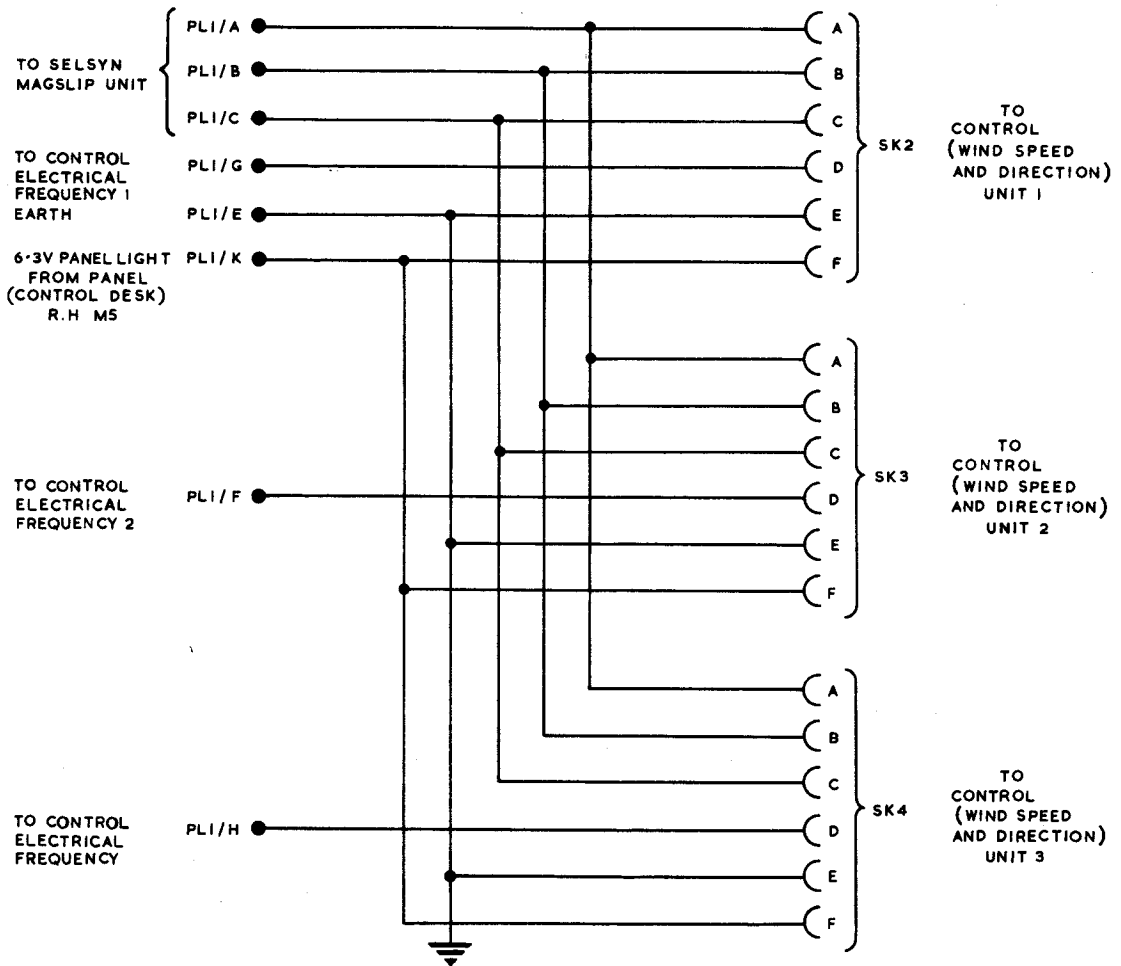 PL1/A
A
TO SELSYN
MAGSLIP UNIT
PL1/B
B
PL1/C
C
TO
CONTROL
(WIND SPEED
AND DIRECTION)
UNIT 1
SK2
TO CONTROL
ELECTRICAL
FREQUENCY 1
PL1/G
D
EARTH
PL1/E
E
6·3V PANEL LIGHT
FROM PANEL
(CONTROL DESK)
R.H M5
PL1/K
F
A
B
C
TO
CONTROL
(WIND SPEED
AND DIRECTION)
UNIT 2
SK3
TO CONTROL
ELECTRICAL
FREQUENCY 2
PL1/F
D
E
F
A
B
C
TO
CONTROL
(WIND SPEED
AND DIRECTION)
UNIT 3
SK4
TO CONTROL
ELECTRICAL
FREQUENCY
PL1/H
D
E
F